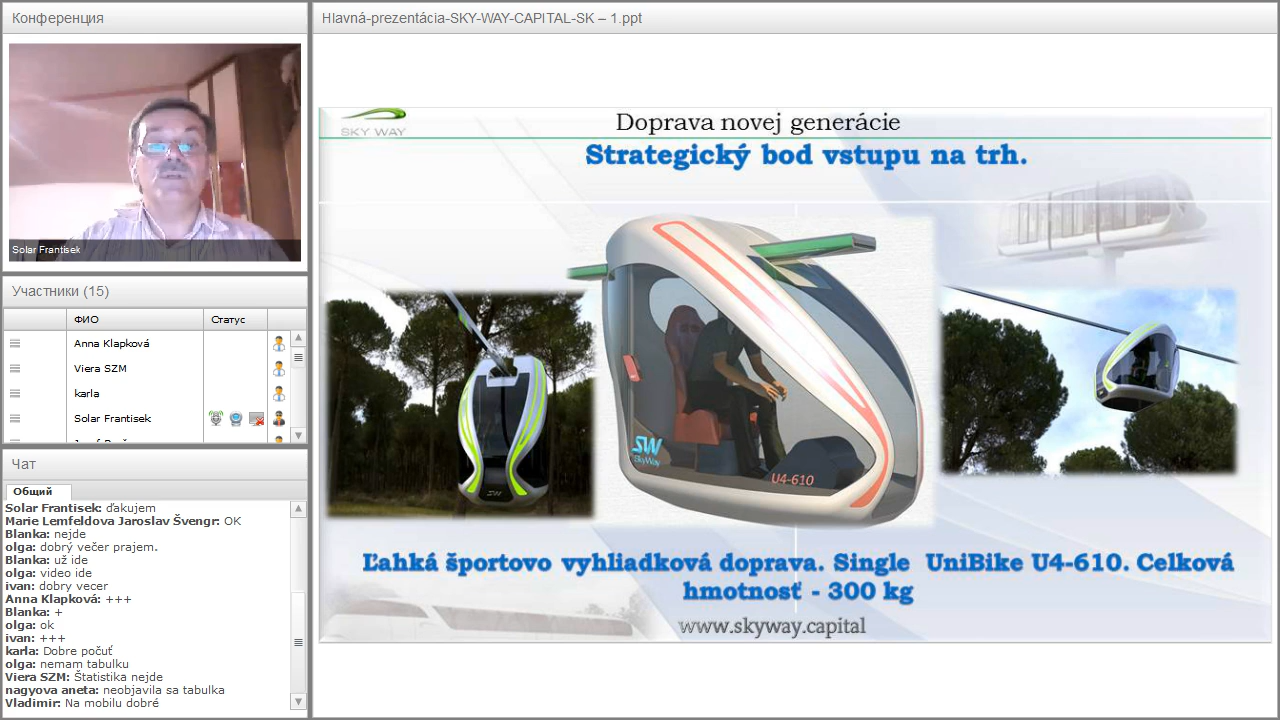 Конференция
Solar Frantisek
Участники (15)
ФИО
Статус
Anna Klapková
Viera SZM
karla
Solar Frantisek
Чат
Общий
Solar Frantisek: ďakujem
Marie Lemfeldova Jaroslav Švengr: OK
Blanka: nejde
olga: dobrý večer prajem.
Blanka: už ide
olga: video ide
ivan: dobry vecer
Anna Klapková: +++
Blanka: +
olga: ok
ivan: +++
karla: Dobre počuť
olga: nemam tabulku
Viera SZM: Štatistika nejde
nagyova aneta: neobjavila sa tabulka
Vladimir: Na mobilu dobré
Hlavná-prezentácia-SKY-WAY-CAPITAL-SK – 1.ppt
SKY WAY
Doprava novej generácie
Strategický bod vstupu na trh.
SW
SkyWay
U4-610
SW
Ľahká športovo vyhliadková doprava. Single UniBike U4-610. Celková
hmotnosť - 300 kg
www.skyway.capital